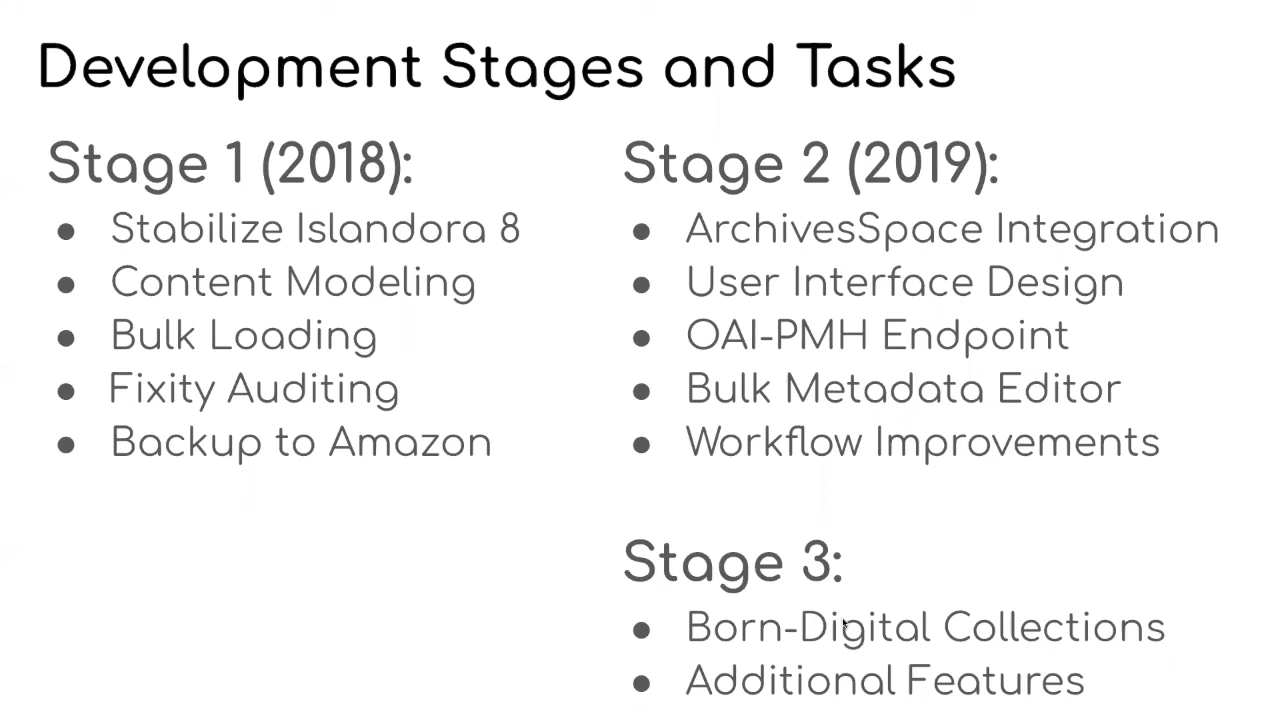 Development Stages and Tasks
Stage 1 (2018):
● Stabilize Islandora 8
● Content Modeling
● Bulk Loading
● Fixity Auditing
● Backup to Amazon
Stage 2 (2019):
● ArchivesSpace Integration
● User Interface Design
● OAI-PMH Endpoint
● Bulk Metadata Editor
● Workflow Improvements
Stage 3:
● Born-Digital Collections
● Additional Features